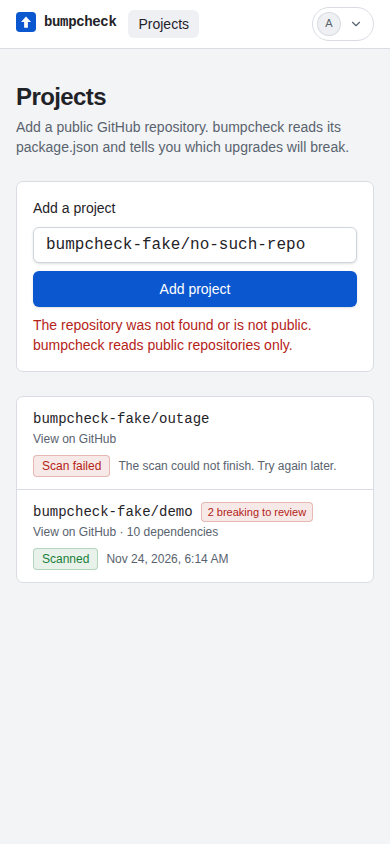 bumpcheck Projects A
Projects
Add a public GitHub repository. bumpcheck reads its
package.json and tells you which upgrades will break.
Add a project
bumpcheck-fake/no-such-repo
Add project
The repository was not found or is not public.
bumpcheck reads public repositories only.
bumpcheck-fake/outage
View on GitHub
Scan failed The scan could not finish. Try again later.
bumpcheck-fake/demo 2 breaking to review
View on GitHub · 10 dependencies
Scanned Nov 24, 2026, 6:14 AM